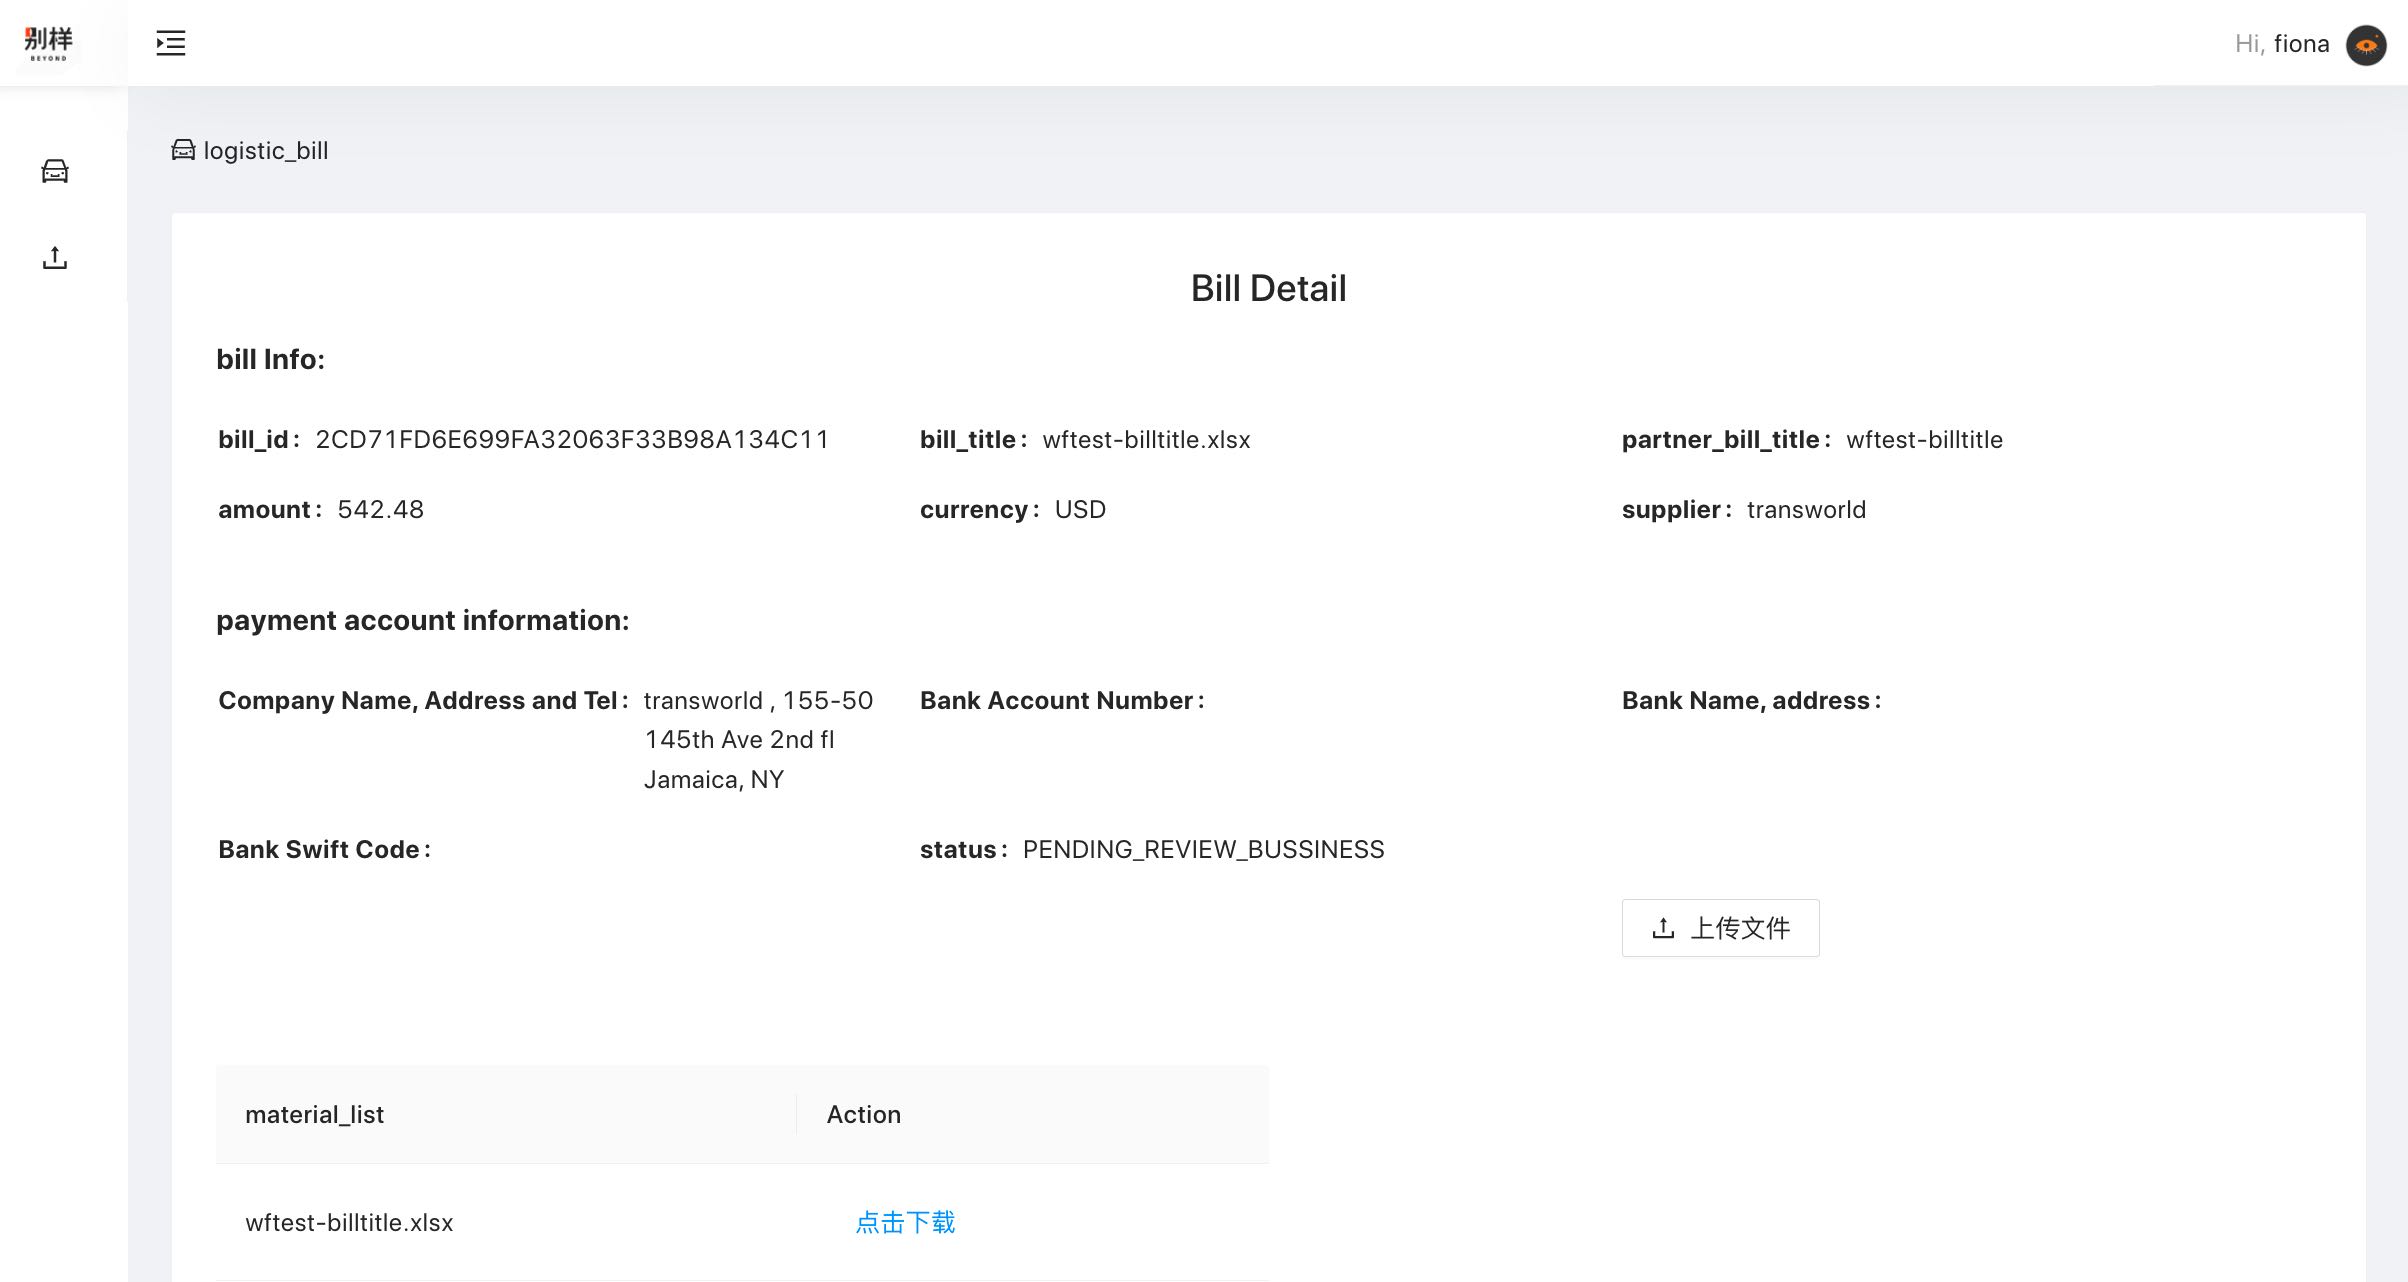 别样
BEYOND
Hi, fiona
logistic_bill
Bill Detail
bill Info:
bill_id: 2CD71FD6E699FA32063F33B98A134C11
bill_title: wftest-billtitle.xlsx
partner_bill_title: wftest-billtitle
amount: 542.48
currency: USD
supplier: transworld
payment account information:
Company Name, Address and Tel: transworld , 155-50
145th Ave 2nd fl
Jamaica, NY
Bank Account Number:
Bank Name, address:
Bank Swift Code:
status: PENDING_REVIEW_BUSSINESS
上传文件
material_list
Action
wftest-billtitle.xlsx
点击下载